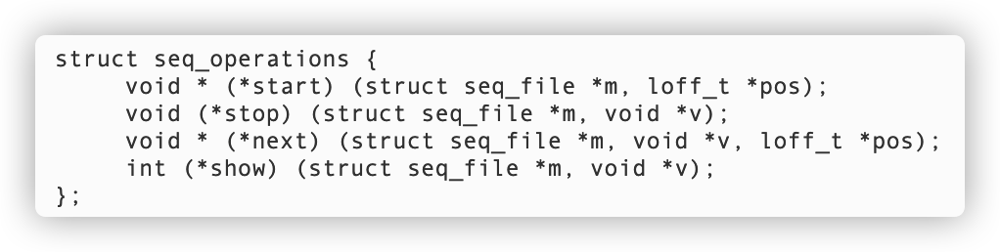 struct seq_operations {
     void * (*start) (struct seq_file *m, loff_t *pos);
     void (*stop) (struct seq_file *m, void *v);
     void * (*next) (struct seq_file *m, void *v, loff_t *pos);
     int (*show) (struct seq_file *m, void *v);
};